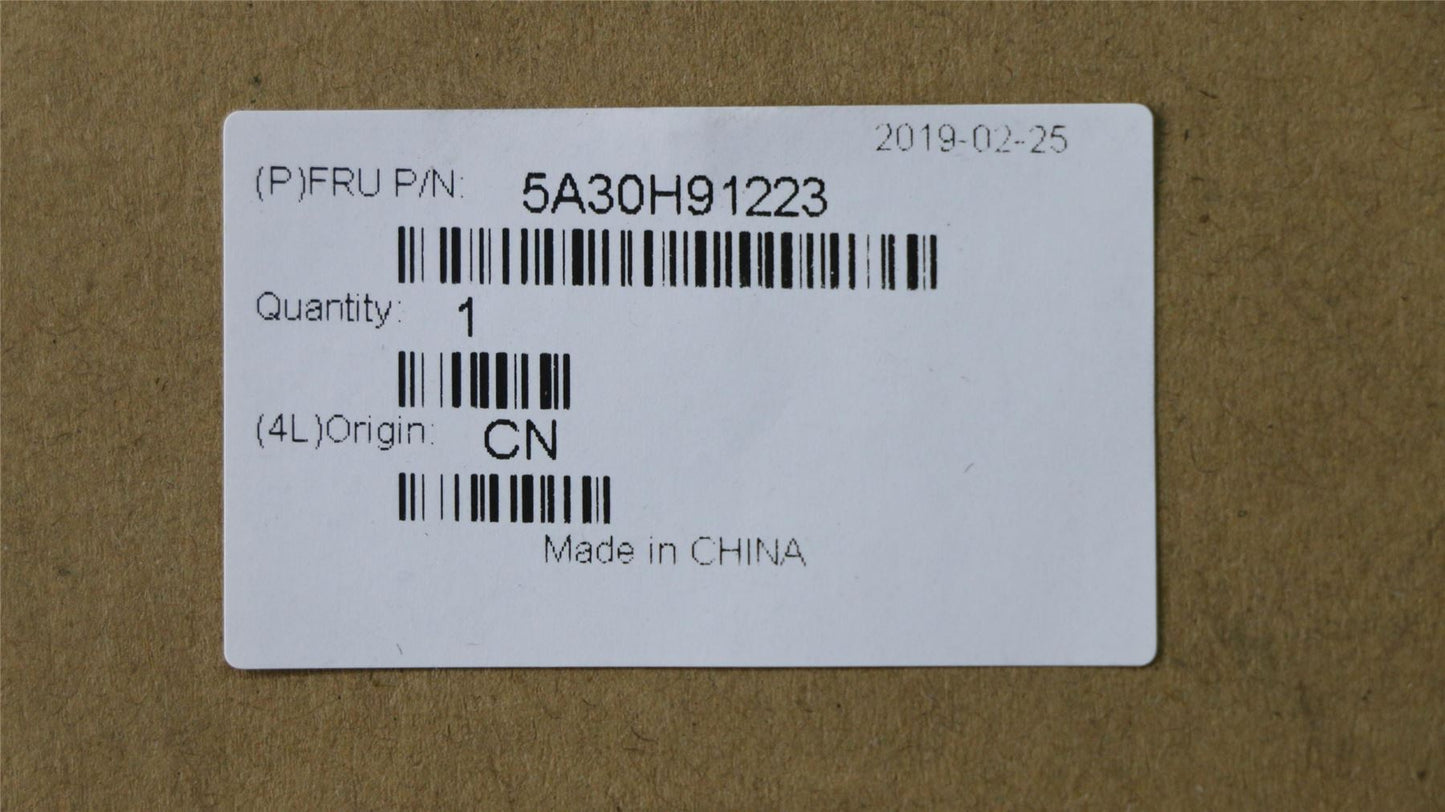 2019-02-25
(P)FRU P/N: 5A30H91223
Quantity: 1
(4L)Origin: CN
Made in CHINA